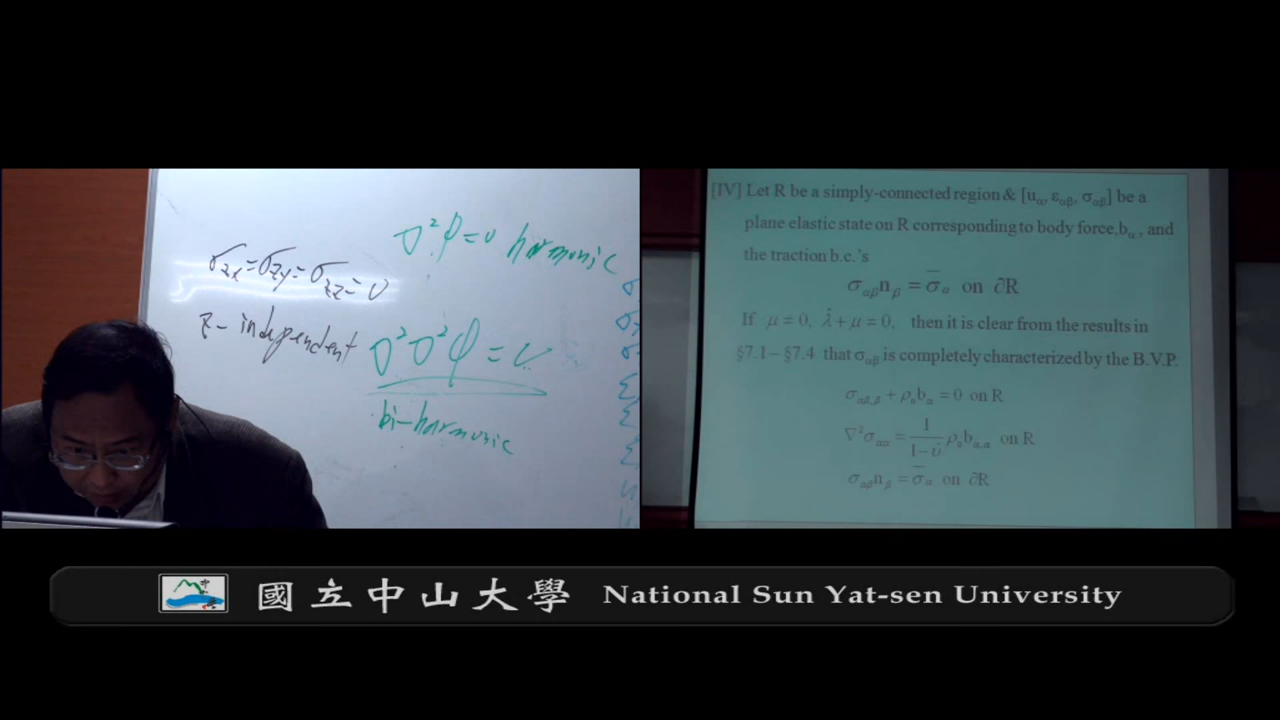 σzx=σzy=σzz=0
z-independent
∇²φ=0 harmonic
∇²∇²φ=0
bi-harmonic
[IV] Let R be a simply-connected region & [uα, εαβ, σαβ] be a
plane elastic state on R corresponding to body force,bα, and
the traction b.c.'s
σαβnβ = σ̄α on ∂R
If μ=0, λ̂+μ=0, then it is clear from the results in
§7.1– §7.4 that σαβ is completely characterized by the B.V.P.
σαβ,β + ρ₀bα = 0 on R
∇²σαα = 1/(1-υ̂) ρ₀bα,α on R
σαβnβ = σ̄α on ∂R
國立中山大學 National Sun Yat-sen University